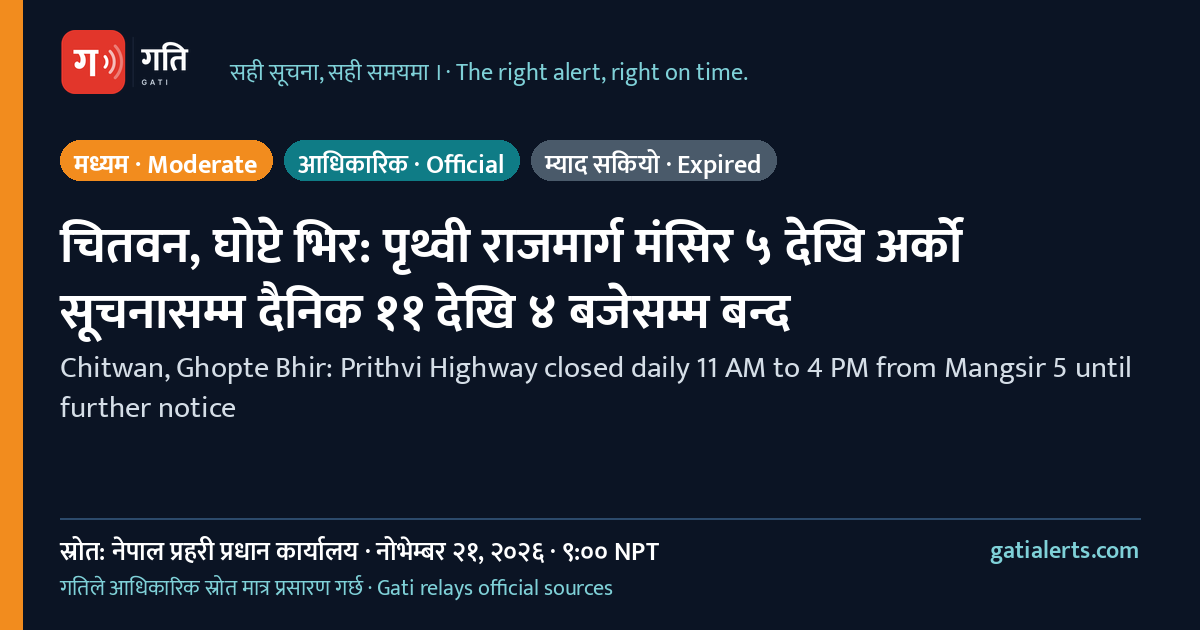 ग गति
GATI
सही सूचना, सही समयमा । · The right alert, right on time.
मध्यम · Moderate आधिकारिक · Official म्याद सकियो · Expired
चितवन, घोप्टे भिर: पृथ्वी राजमार्ग मंसिर ५ देखि अर्को
सूचनासम्म दैनिक ११ देखि ४ बजेसम्म बन्द
Chitwan, Ghopte Bhir: Prithvi Highway closed daily 11 AM to 4 PM from Mangsir 5 until
further notice
स्रोत: नेपाल प्रहरी प्रधान कार्यालय · नोभेम्बर २१, २०२६ · ९:०० NPT
gatialerts.com
गतिले आधिकारिक स्रोत मात्र प्रसारण गर्छ · Gati relays official sources